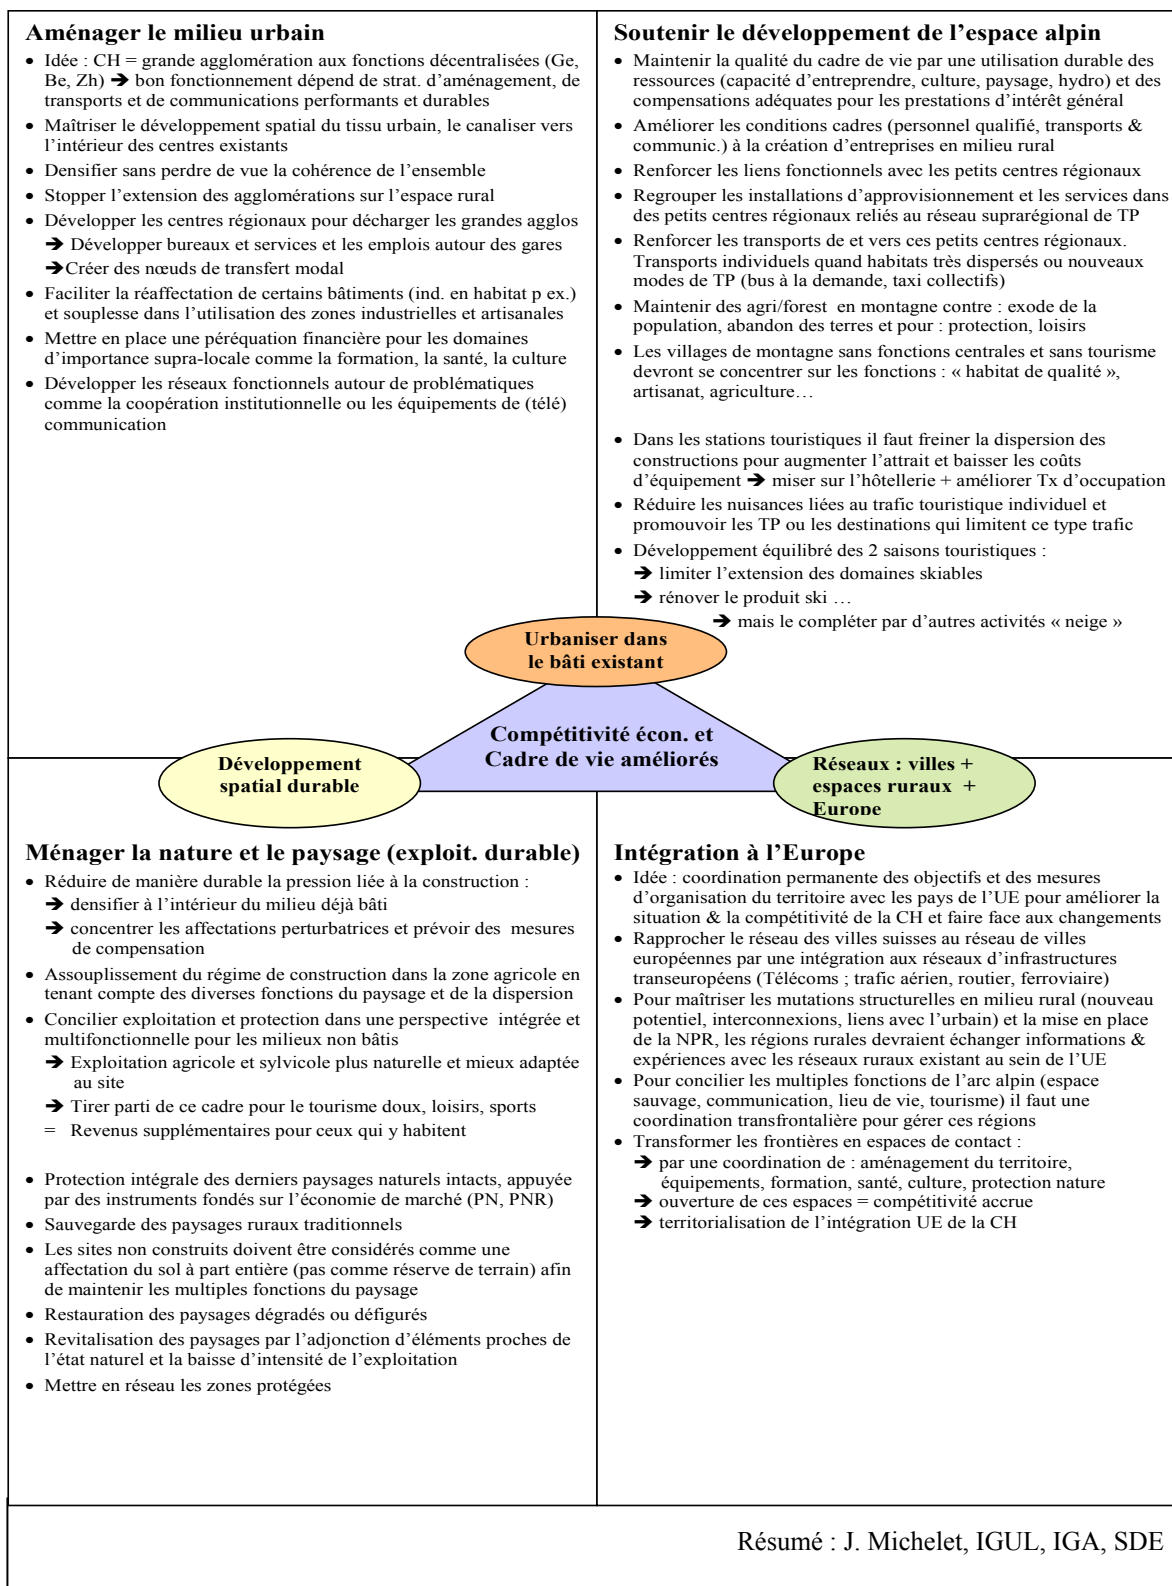 Aménager le milieu urbain
• Idée : CH = grande agglomération aux fonctions décentralisées (Ge,
Be, Zh) ➔ bon fonctionnement dépend de strat. d’aménagement, de
transports et de communications performants et durables
• Maîtriser le développement spatial du tissu urbain, le canaliser vers
l’intérieur des centres existants
• Densifier sans perdre de vue la cohérence de l’ensemble
• Stopper l’extension des agglomérations sur l’espace rural
• Développer les centres régionaux pour décharger les grandes agglos
➔ Développer bureaux et services et les emplois autour des gares
➔Créer des nœuds de transfert modal
• Faciliter la réaffectation de certains bâtiments (ind. en habitat p ex.)
et souplesse dans l’utilisation des zones industrielles et artisanales
• Mettre en place une péréquation financière pour les domaines
d’importance supra-locale comme la formation, la santé, la culture
• Développer les réseaux fonctionnels autour de problématiques
comme la coopération institutionnelle ou les équipements de (télé)
communication
Soutenir le développement de l’espace alpin
• Maintenir la qualité du cadre de vie par une utilisation durable des
ressources (capacité d’entreprendre, culture, paysage, hydro) et des
compensations adéquates pour les prestations d’intérêt général
• Améliorer les conditions cadres (personnel qualifié, transports &
communic.) à la création d’entreprises en milieu rural
• Renforcer les liens fonctionnels avec les petits centres régionaux
• Regrouper les installations d’approvisionnement et les services dans
des petits centres régionaux reliés au réseau suprarégional de TP
• Renforcer les transports de et vers ces petits centres régionaux.
Transports individuels quand habitats très dispersés ou nouveaux
modes de TP (bus à la demande, taxi collectifs)
• Maintenir des agri/forest en montagne contre : exode de la
population, abandon des terres et pour : protection, loisirs
• Les villages de montagne sans fonctions centrales et sans tourisme
devront se concentrer sur les fonctions : « habitat de qualité »,
artisanat, agriculture…
• Dans les stations touristiques il faut freiner la dispersion des
constructions pour augmenter l’attrait et baisser les coûts
d’équipement ➔ miser sur l’hôtellerie + améliorer Tx d’occupation
• Réduire les nuisances liées au trafic touristique individuel et
promouvoir les TP ou les destinations qui limitent ce type trafic
• Développement équilibré des 2 saisons touristiques :
➔ limiter l’extension des domaines skiables
➔ rénover le produit ski …
➔ mais le compléter par d’autres activités « neige »
Urbaniser dans
le bâti existant
Compétitivité écon. et
Cadre de vie améliorés
Développement
spatial durable
Réseaux : villes +
espaces ruraux +
Europe
Ménager la nature et le paysage (exploit. durable)
• Réduire de manière durable la pression liée à la construction :
➔ densifier à l’intérieur du milieu déjà bâti
➔ concentrer les affectations perturbatrices et prévoir des mesures
de compensation
• Assouplissement du régime de construction dans la zone agricole en
tenant compte des diverses fonctions du paysage et de la dispersion
• Concilier exploitation et protection dans une perspective intégrée et
multifonctionnelle pour les milieux non bâtis
➔ Exploitation agricole et sylvicole plus naturelle et mieux adaptée
au site
➔ Tirer parti de ce cadre pour le tourisme doux, loisirs, sports
= Revenus supplémentaires pour ceux qui y habitent
• Protection intégrale des derniers paysages naturels intacts, appuyée
par des instruments fondés sur l’économie de marché (PN, PNR)
• Sauvegarde des paysages ruraux traditionnels
• Les sites non construits doivent être considérés comme une
affectation du sol à part entière (pas comme réserve de terrain) afin
de maintenir les multiples fonctions du paysage
• Restauration des paysages dégradés ou défigurés
• Revitalisation des paysages par l’adjonction d’éléments proches de
l’état naturel et la baisse d’intensité de l’exploitation
• Mettre en réseau les zones protégées
Intégration à l’Europe
• Idée : coordination permanente des objectifs et des mesures
d’organisation du territoire avec les pays de l’UE pour améliorer la
situation & la compétitivité de la CH et faire face aux changements
• Rapprocher le réseau des villes suisses au réseau de villes
européennes par une intégration aux réseaux d’infrastructures
transeuropéens (Télécoms ; trafic aérien, routier, ferroviaire)
• Pour maîtriser les mutations structurelles en milieu rural (nouveau
potentiel, interconnexions, liens avec l’urbain) et la mise en place
de la NPR, les régions rurales devraient échanger informations &
expériences avec les réseaux ruraux existant au sein de l’UE
• Pour concilier les multiples fonctions de l’arc alpin (espace
sauvage, communication, lieu de vie, tourisme) il faut une
coordination transfrontalière pour gérer ces régions
• Transformer les frontières en espaces de contact :
➔ par une coordination de : aménagement du territoire,
équipements, formation, santé, culture, protection nature
➔ ouverture de ces espaces = compétitivité accrue
➔ territorialisation de l’intégration UE de la CH
Résumé : J. Michelet, IGUL, IGA, SDE